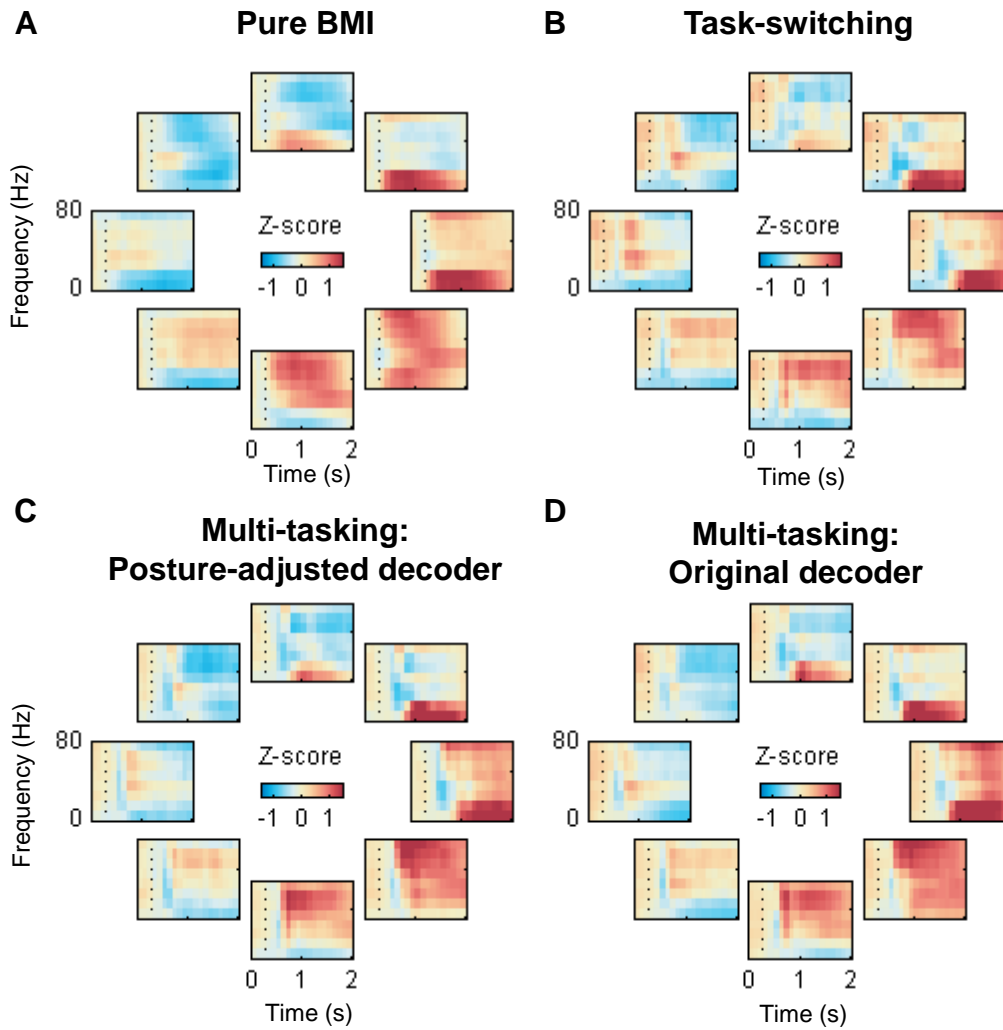 A
Pure BMI
B
Task-switching
Frequency (Hz)
80
0
Z-score
-1 0 1
80
0
Z-score
-1 0 1
0 1 2
Time (s)
0 1 2
Time (s)
C
Multi-tasking:
Posture-adjusted decoder
D
Multi-tasking:
Original decoder
Frequency (Hz)
80
0
Z-score
-1 0 1
80
0
Z-score
-1 0 1
0 1 2
Time (s)
0 1 2
Time (s)